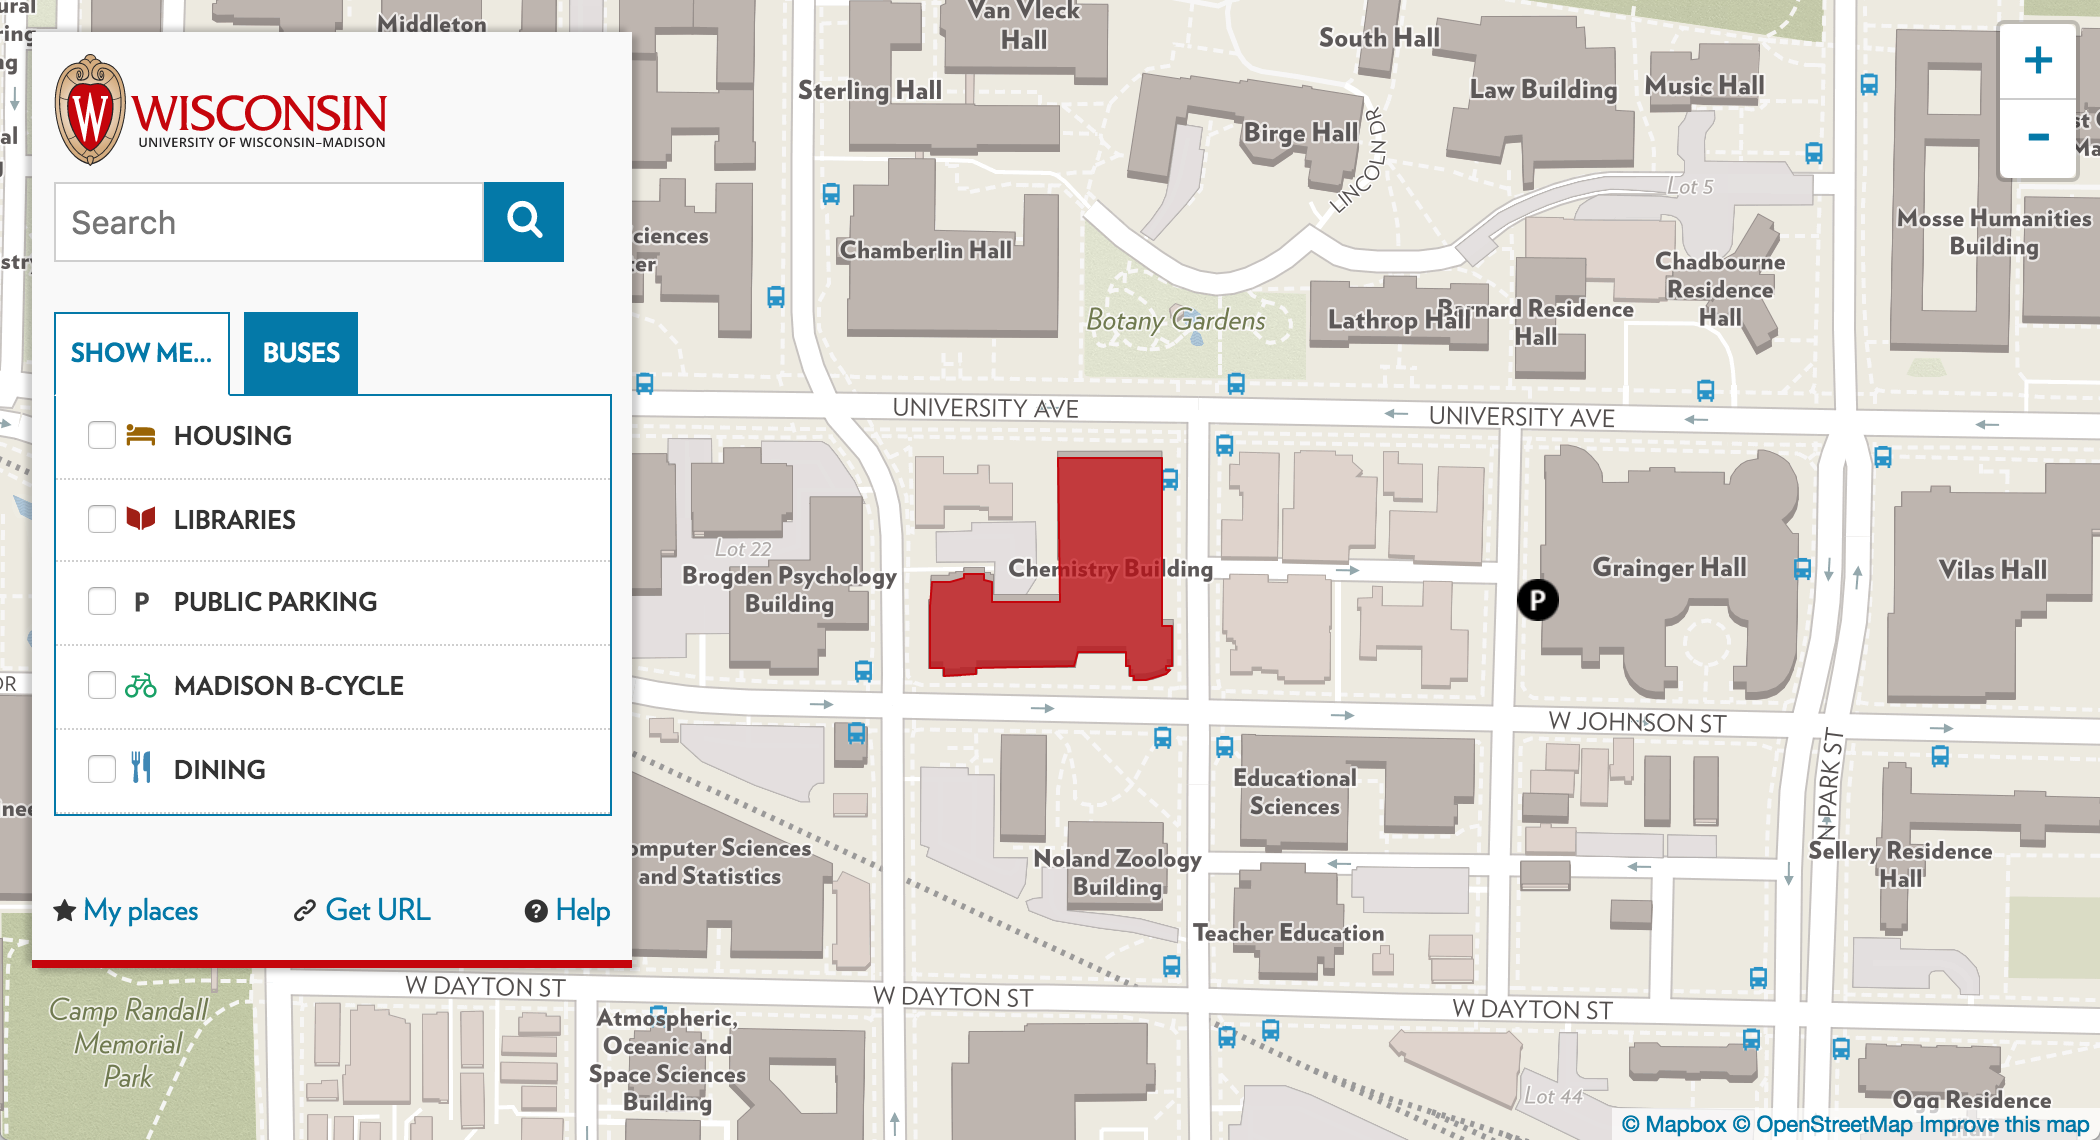 WISCONSIN
UNIVERSITY OF WISCONSIN–MADISON
Search
SHOW ME...
BUSES
HOUSING
LIBRARIES
P
PUBLIC PARKING
MADISON B-CYCLE
DINING
My places
Get URL
Help
+
−
Middleton
Van Vleck
Hall
South Hall
Sterling Hall
Law Building
Music Hall
Birge Hall
LINCOLN DR
Lot 5
Chamberlin Hall
Mosse Humanities
Building
Chadbourne
Residence
Hall
Botany Gardens
Lathrop Hall
Barnard Residence
Hall
UNIVERSITY AVE
UNIVERSITY AVE
Lot 22
Brogden Psychology
Building
Chemistry Building
P
Grainger Hall
Vilas Hall
W JOHNSON ST
N PARK ST
Educational
Sciences
Computer Sciences
and Statistics
Noland Zoology
Building
Sellery Residence
Hall
Teacher Education
W DAYTON ST
W DAYTON ST
W DAYTON ST
Camp Randall
Memorial
Park
Atmospheric,
Oceanic and
Space Sciences
Building
Lot 44
Ogg Residence
© Mapbox © OpenStreetMap Improve this map